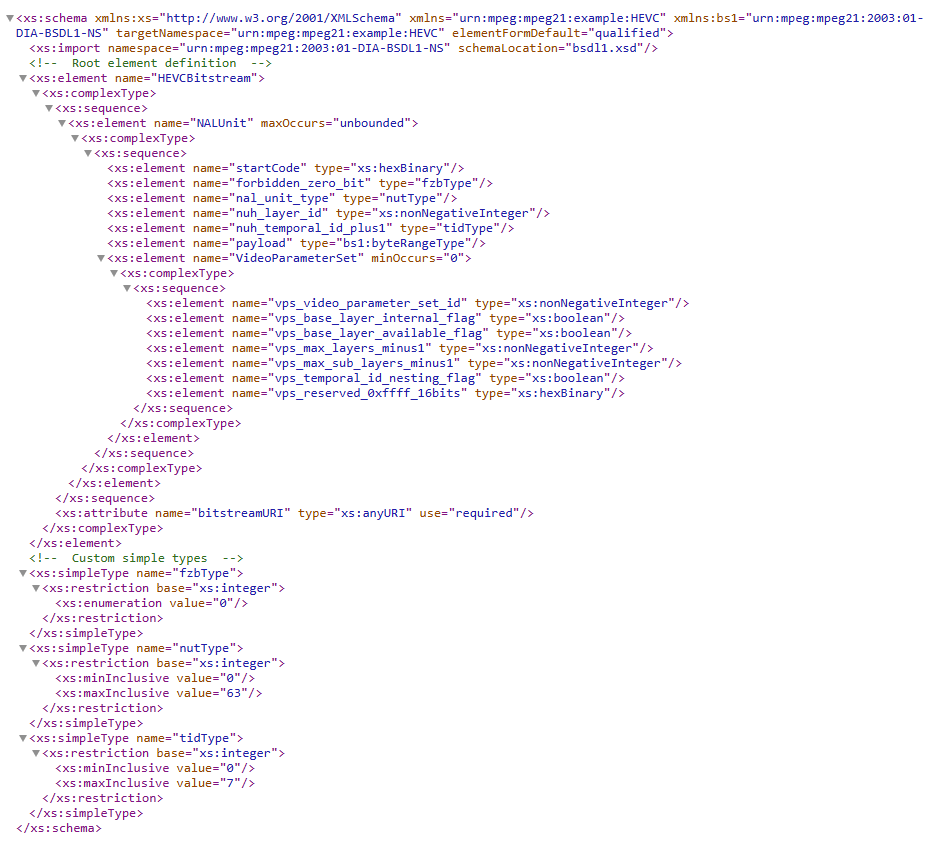 <xs:schema xmlns:xs="http://www.w3.org/2001/XMLSchema" xmlns="urn:mpeg:mpeg21:example:HEVC" xmlns:bs1="urn:mpeg:mpeg21:2003:01-
DIA-BSDL1-NS" targetNamespace="urn:mpeg:mpeg21:example:HEVC" elementFormDefault="qualified">
<xs:import namespace="urn:mpeg:mpeg21:2003:01-DIA-BSDL1-NS" schemaLocation="bsdl1.xsd"/>
<!-- Root element definition -->
<xs:element name="HEVCBitstream">
<xs:complexType>
<xs:sequence>
<xs:element name="NALUnit" maxOccurs="unbounded">
<xs:complexType>
<xs:sequence>
<xs:element name="startCode" type="xs:hexBinary"/>
<xs:element name="forbidden_zero_bit" type="fzbType"/>
<xs:element name="nal_unit_type" type="nutType"/>
<xs:element name="nuh_layer_id" type="xs:nonNegativeInteger"/>
<xs:element name="nuh_temporal_id_plus1" type="tidType"/>
<xs:element name="payload" type="bs1:byteRangeType"/>
<xs:element name="VideoParameterSet" minOccurs="0">
<xs:complexType>
<xs:sequence>
<xs:element name="vps_video_parameter_set_id" type="xs:nonNegativeInteger"/>
<xs:element name="vps_base_layer_internal_flag" type="xs:boolean"/>
<xs:element name="vps_base_layer_available_flag" type="xs:boolean"/>
<xs:element name="vps_max_layers_minus1" type="xs:nonNegativeInteger"/>
<xs:element name="vps_max_sub_layers_minus1" type="xs:nonNegativeInteger"/>
<xs:element name="vps_temporal_id_nesting_flag" type="xs:boolean"/>
<xs:element name="vps_reserved_0xffff_16bits" type="xs:hexBinary"/>
</xs:sequence>
</xs:complexType>
</xs:element>
</xs:sequence>
</xs:complexType>
</xs:element>
</xs:sequence>
<xs:attribute name="bitstreamURI" type="xs:anyURI" use="required"/>
</xs:complexType>
</xs:element>
<!-- Custom simple types -->
<xs:simpleType name="fzbType">
<xs:restriction base="xs:integer">
<xs:enumeration value="0"/>
</xs:restriction>
</xs:simpleType>
<xs:simpleType name="nutType">
<xs:restriction base="xs:integer">
<xs:minInclusive value="0"/>
<xs:maxInclusive value="63"/>
</xs:restriction>
</xs:simpleType>
<xs:simpleType name="tidType">
<xs:restriction base="xs:integer">
<xs:minInclusive value="0"/>
<xs:maxInclusive value="7"/>
</xs:restriction>
</xs:simpleType>
</xs:schema>